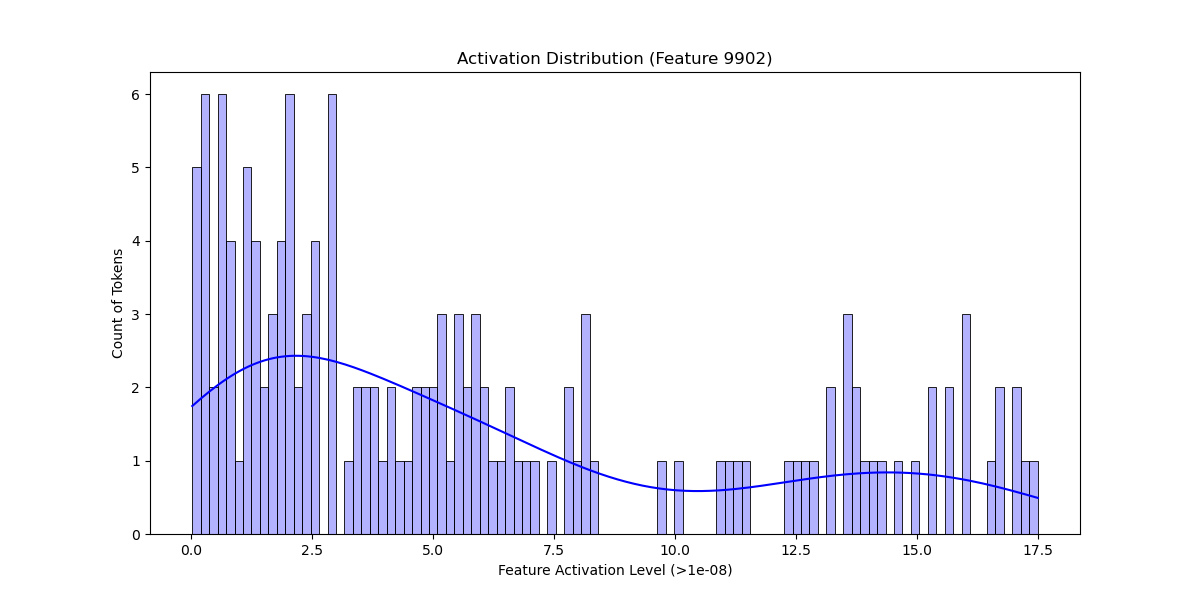 Activation Distribution (Feature 9902)
6
5
4
3
2
1
0
Count of Tokens
0.0 2.5 5.0 7.5 10.0 12.5 15.0 17.5
Feature Activation Level (>1e-08)